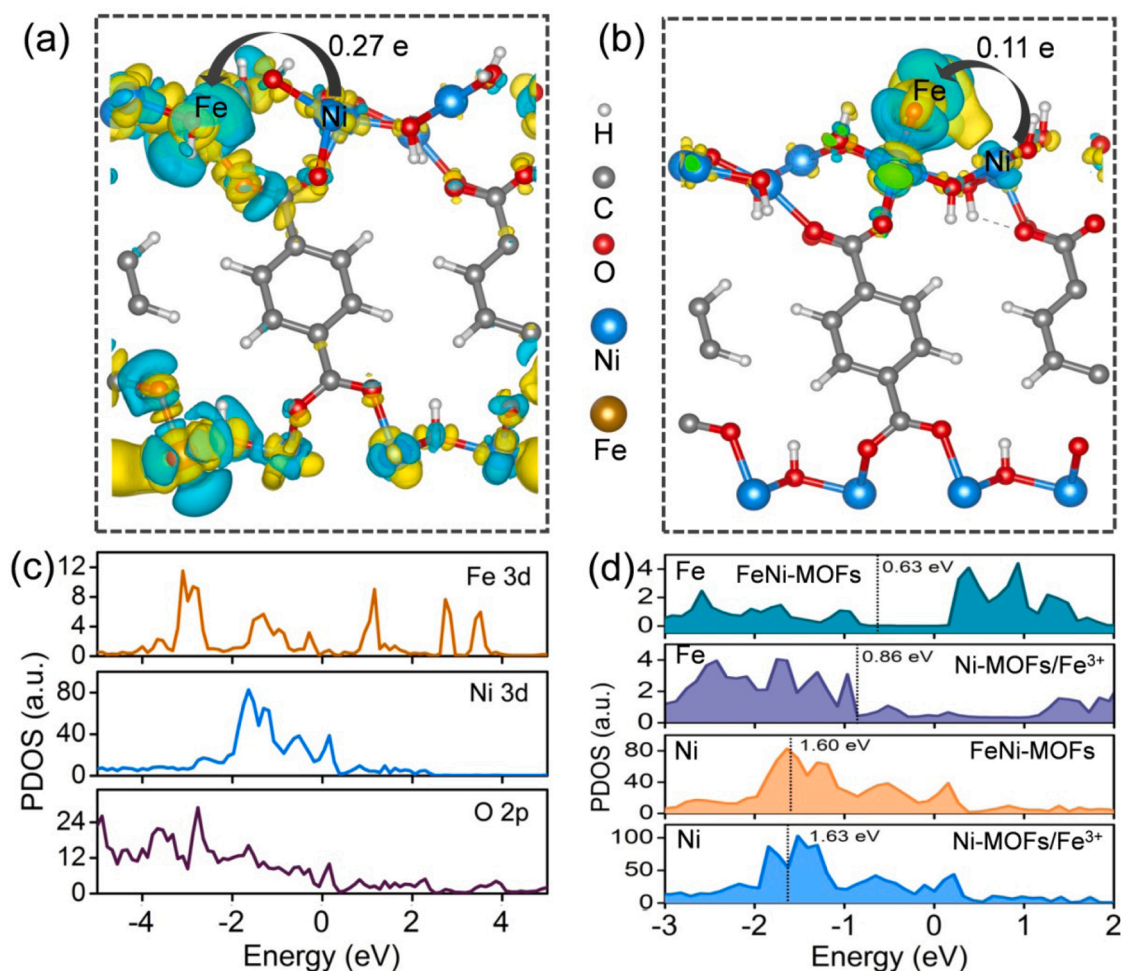 (a)
0.27 e
Fe
Ni
H
C
O
Ni
Fe
(b)
0.11 e
Fe
Ni
(c)
PDOS (a.u.)
12
8
4
0
Fe 3d
80
40
0
Ni 3d
24
12
0
O 2p
-4 -2 0 2 4
Energy (eV)
(d)
PDOS (a.u.)
4
2
0
Fe FeNi-MOFs 0.63 eV
4
2
0
Fe 0.86 eV Ni-MOFs/Fe³⁺
80
40
0
Ni 1.60 eV FeNi-MOFs
100
50
0
Ni 1.63 eV Ni-MOFs/Fe³⁺
-3 -2 -1 0 1 2
Energy (eV)